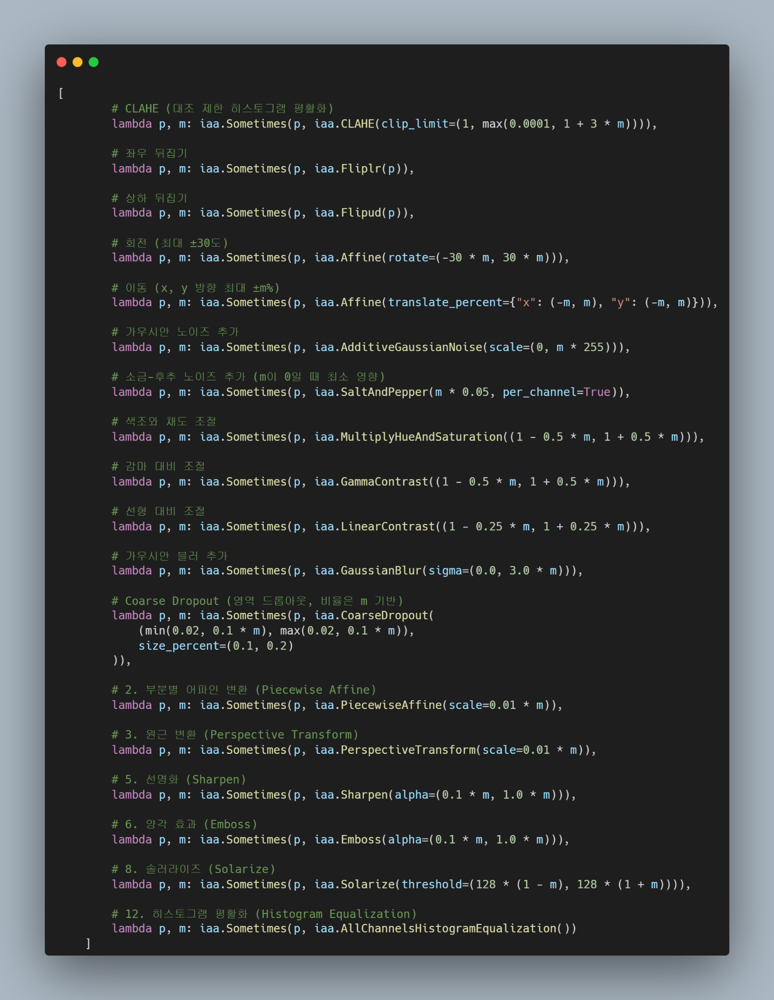 [
# CLAHE (대조 제한 히스토그램 평활화)
lambda p, m: iaa.Sometimes(p, iaa.CLAHE(clip_limit=(1, max(0.0001, 1 + 3 * m)))),
# 좌우 뒤집기
lambda p, m: iaa.Sometimes(p, iaa.Fliplr(p)),
# 상하 뒤집기
lambda p, m: iaa.Sometimes(p, iaa.Flipud(p)),
# 회전 (최대 ±30도)
lambda p, m: iaa.Sometimes(p, iaa.Affine(rotate=(-30 * m, 30 * m))),
# 이동 (x, y 방향 최대 ±m%)
lambda p, m: iaa.Sometimes(p, iaa.Affine(translate_percent={"x": (-m, m), "y": (-m, m)})),
# 가우시안 노이즈 추가
lambda p, m: iaa.Sometimes(p, iaa.AdditiveGaussianNoise(scale=(0, m * 255))),
# 소금-후추 노이즈 추가 (m이 0일 때 최소 영향)
lambda p, m: iaa.Sometimes(p, iaa.SaltAndPepper(m * 0.05, per_channel=True)),
# 색조와 채도 조절
lambda p, m: iaa.Sometimes(p, iaa.MultiplyHueAndSaturation((1 - 0.5 * m, 1 + 0.5 * m))),
# 감마 대비 조절
lambda p, m: iaa.Sometimes(p, iaa.GammaContrast((1 - 0.5 * m, 1 + 0.5 * m))),
# 선형 대비 조절
lambda p, m: iaa.Sometimes(p, iaa.LinearContrast((1 - 0.25 * m, 1 + 0.25 * m))),
# 가우시안 블러 추가
lambda p, m: iaa.Sometimes(p, iaa.GaussianBlur(sigma=(0.0, 3.0 * m))),
# Coarse Dropout (영역 드롭아웃, 비율은 m 기반)
lambda p, m: iaa.Sometimes(p, iaa.CoarseDropout(
(min(0.02, 0.1 * m), max(0.02, 0.1 * m)),
size_percent=(0.1, 0.2)
)),
# 2. 부분별 어파인 변환 (Piecewise Affine)
lambda p, m: iaa.Sometimes(p, iaa.PiecewiseAffine(scale=0.01 * m)),
# 3. 원근 변환 (Perspective Transform)
lambda p, m: iaa.Sometimes(p, iaa.PerspectiveTransform(scale=0.01 * m)),
# 5. 선명화 (Sharpen)
lambda p, m: iaa.Sometimes(p, iaa.Sharpen(alpha=(0.1 * m, 1.0 * m))),
# 6. 양각 효과 (Emboss)
lambda p, m: iaa.Sometimes(p, iaa.Emboss(alpha=(0.1 * m, 1.0 * m))),
# 8. 솔러라이즈 (Solarize)
lambda p, m: iaa.Sometimes(p, iaa.Solarize(threshold=(128 * (1 - m), 128 * (1 + m)))),
# 12. 히스토그램 평활화 (Histogram Equalization)
lambda p, m: iaa.Sometimes(p, iaa.AllChannelsHistogramEqualization())
]